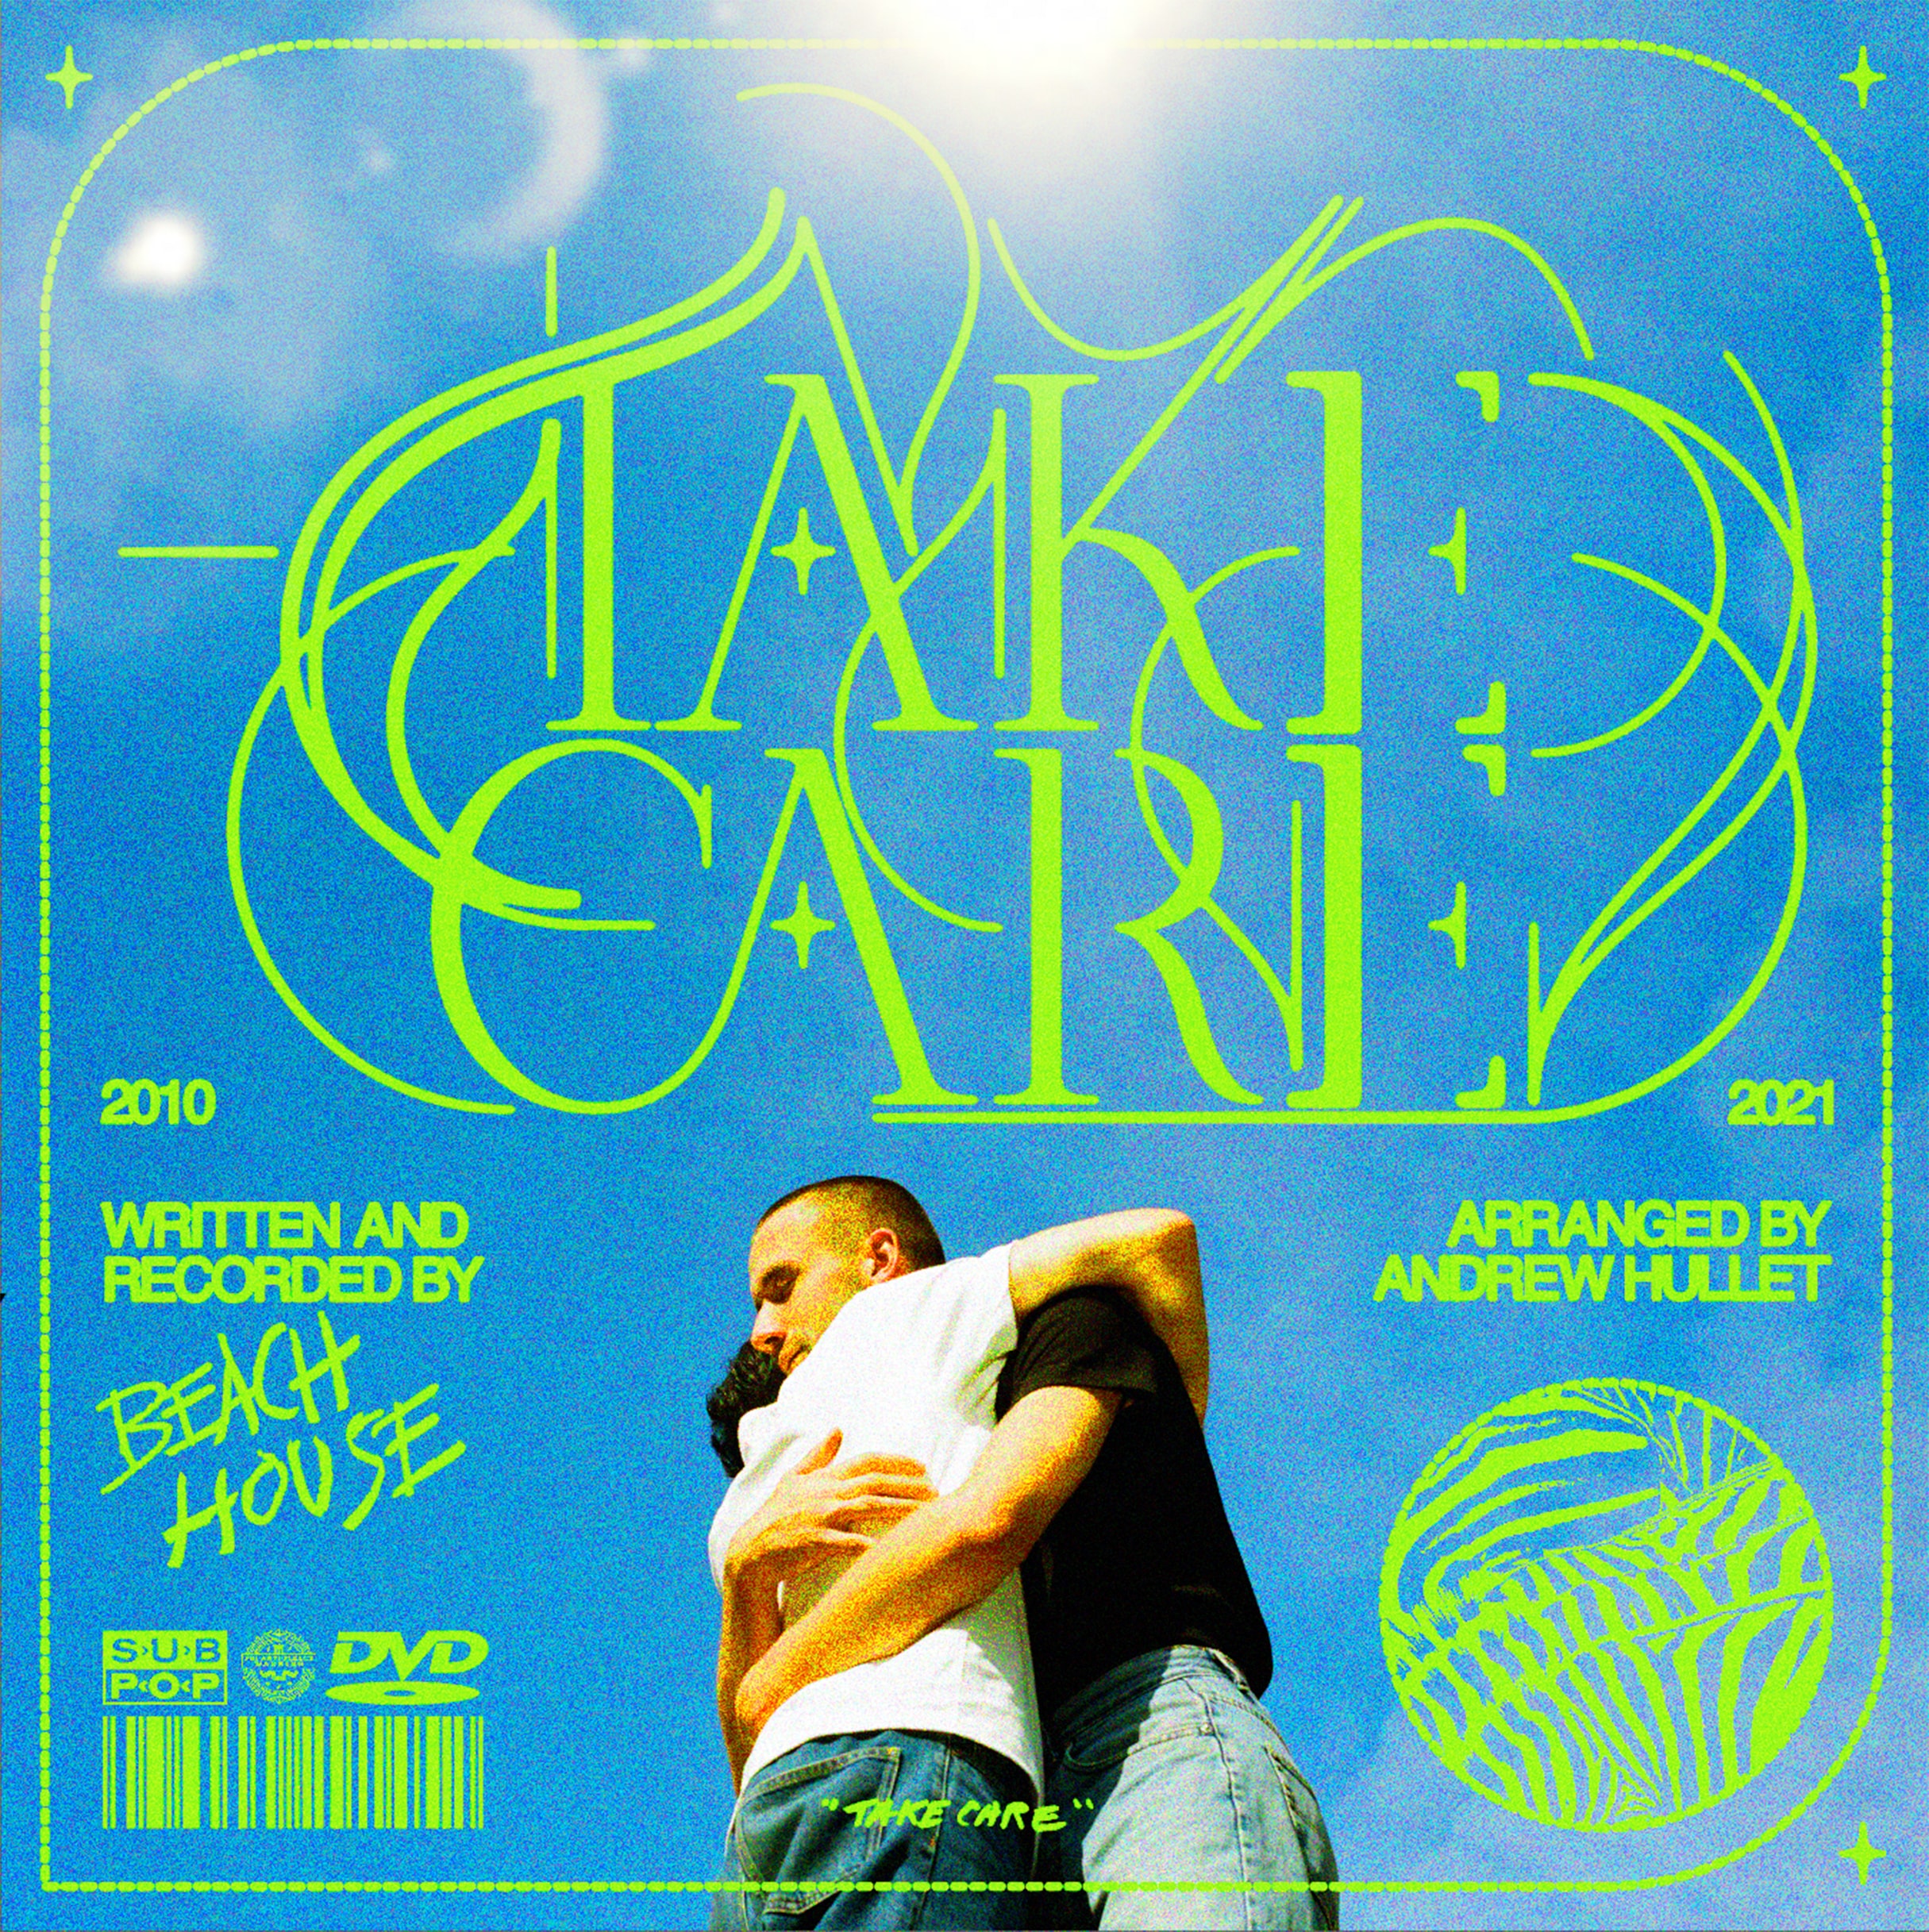 TAKE
CARE
2010
2021
WRITTEN AND
RECORDED BY
BEACH
HOUSE
ARRANGED BY
ANDREW HULLET
SUB
POP
DVD
"TAKE CARE"